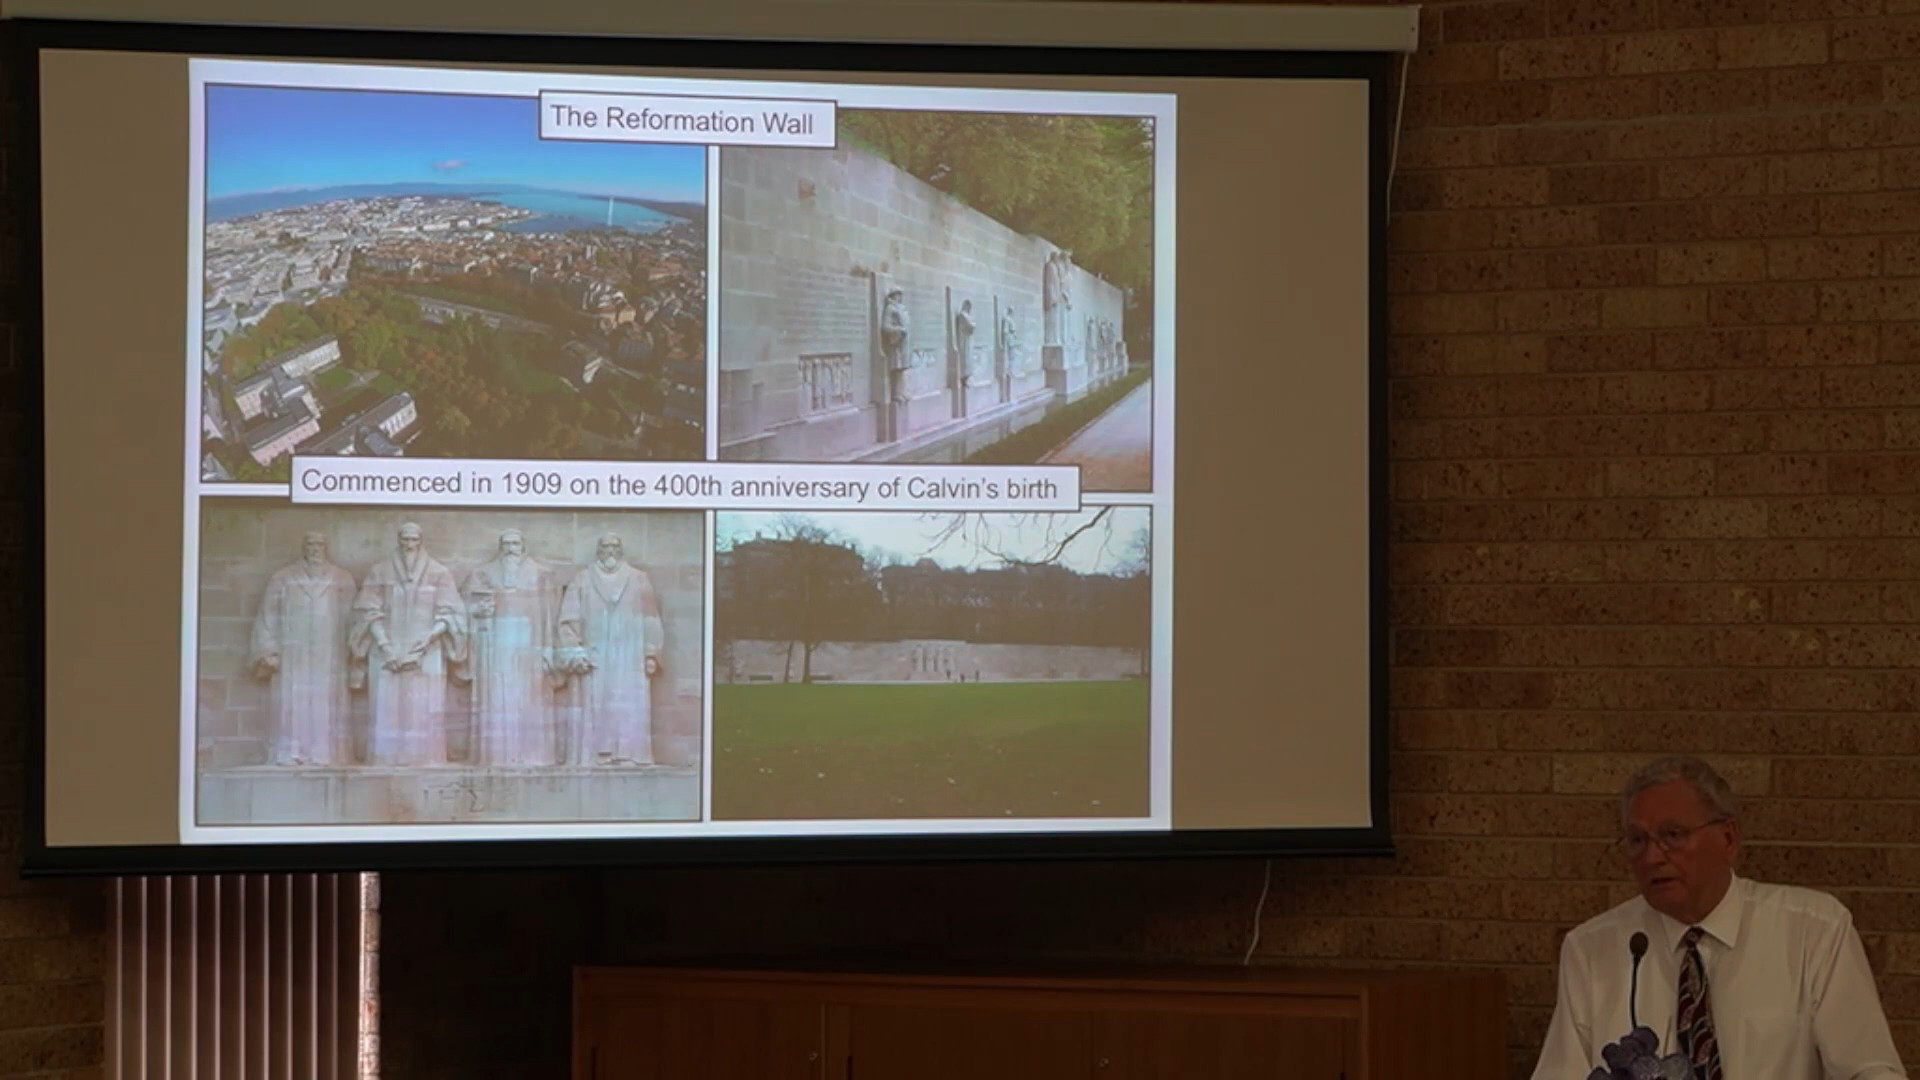 The Reformation Wall
Commenced in 1909 on the 400th anniversary of Calvin's birth